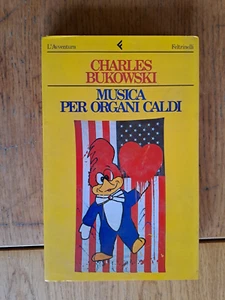 L'Avventura
Feltrinelli
CHARLES
BUKOWSKI
MUSICA
PER ORGANI CALDI